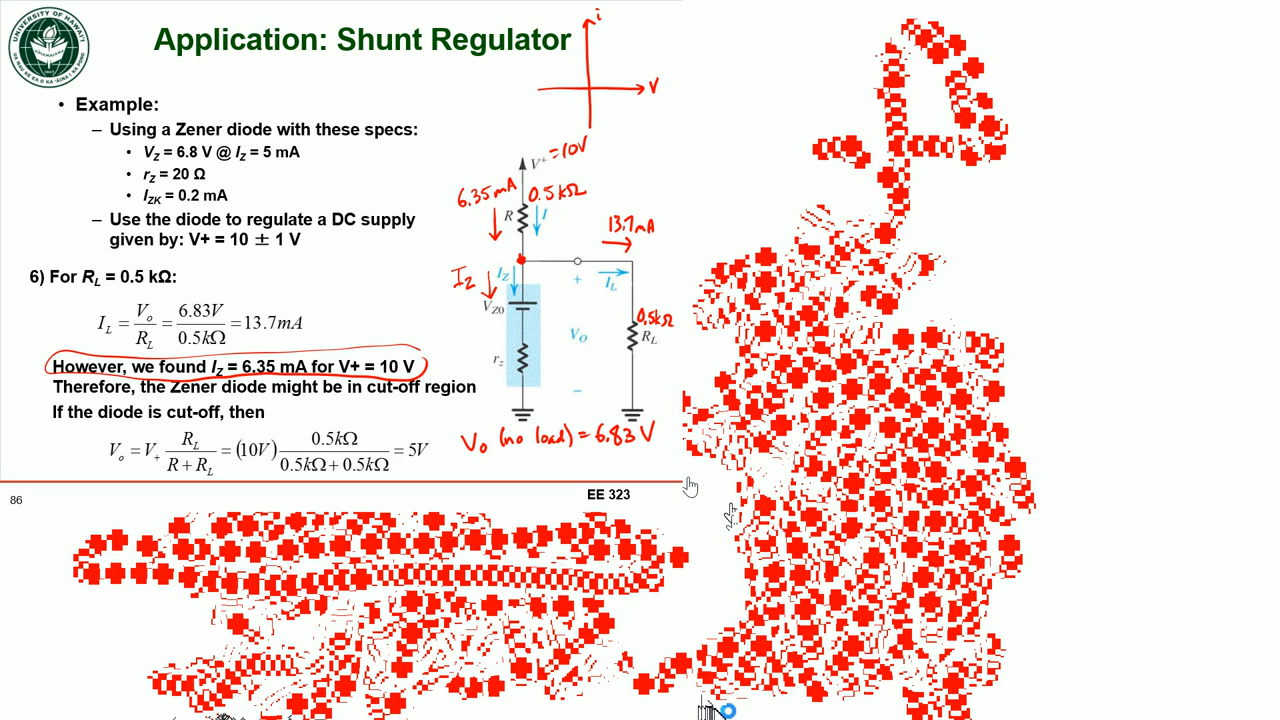 UNIVERSITY OF HAWAI'I
Application: Shunt Regulator
• Example:
– Using a Zener diode with these specs:
• VZ = 6.8 V @ IZ = 5 mA
• rZ = 20 Ω
• IZK = 0.2 mA
– Use the diode to regulate a DC supply
given by: V+ = 10 ± 1 V
6) For RL = 0.5 kΩ:
IL = Vo / RL = 6.83V / 0.5kΩ = 13.7mA
However, we found IZ = 6.35 mA for V+ = 10 V
Therefore, the Zener diode might be in cut-off region
If the diode is cut-off, then
Vo = V+ RL / (R + RL) = (10V) 0.5kΩ / (0.5kΩ + 0.5kΩ) = 5V
i
V
V+ = 10V
6.35 mA 0.5kΩ
R I
13.7mA
IZ IZ + IL
VZ0
0.5kΩ
VO RL
rz
–
Vo (no load) = 6.83 V
86
EE 323